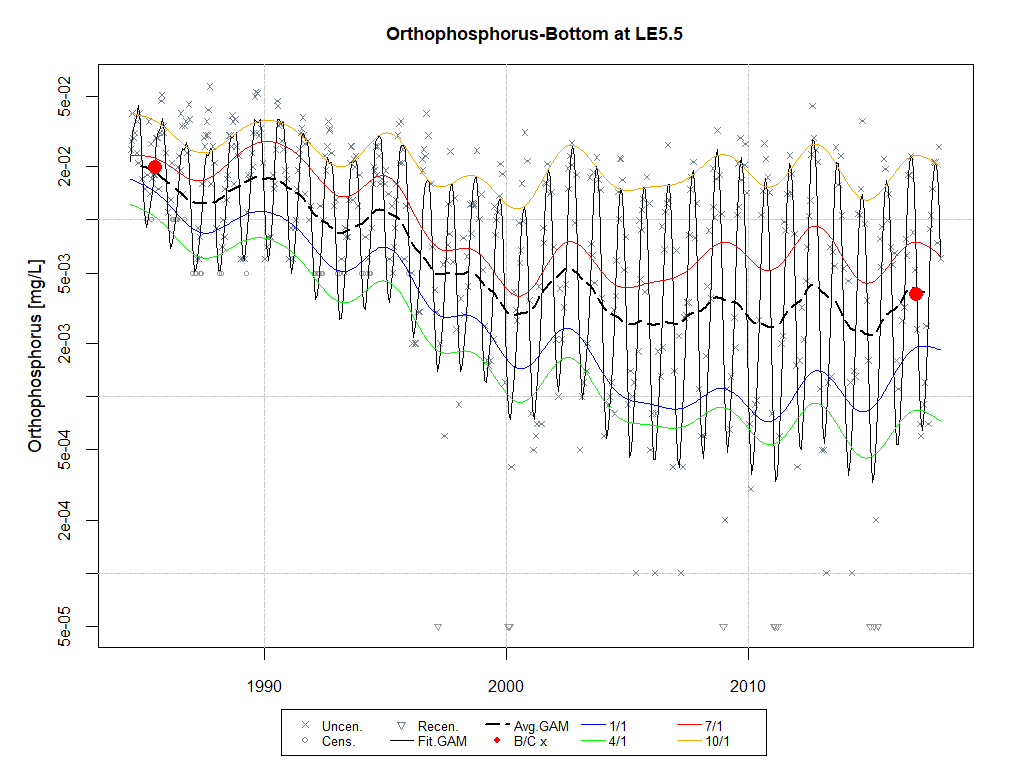 Orthophosphorus-Bottom at LE5.5
Orthophosphorus [mg/L]
5e-02
2e-02
5e-03
2e-03
5e-04
2e-04
5e-05
1990 2000 2010
Uncen. Recen. Avg.GAM 1/1 7/1
Cens. Fit.GAM B/C x 4/1 10/1